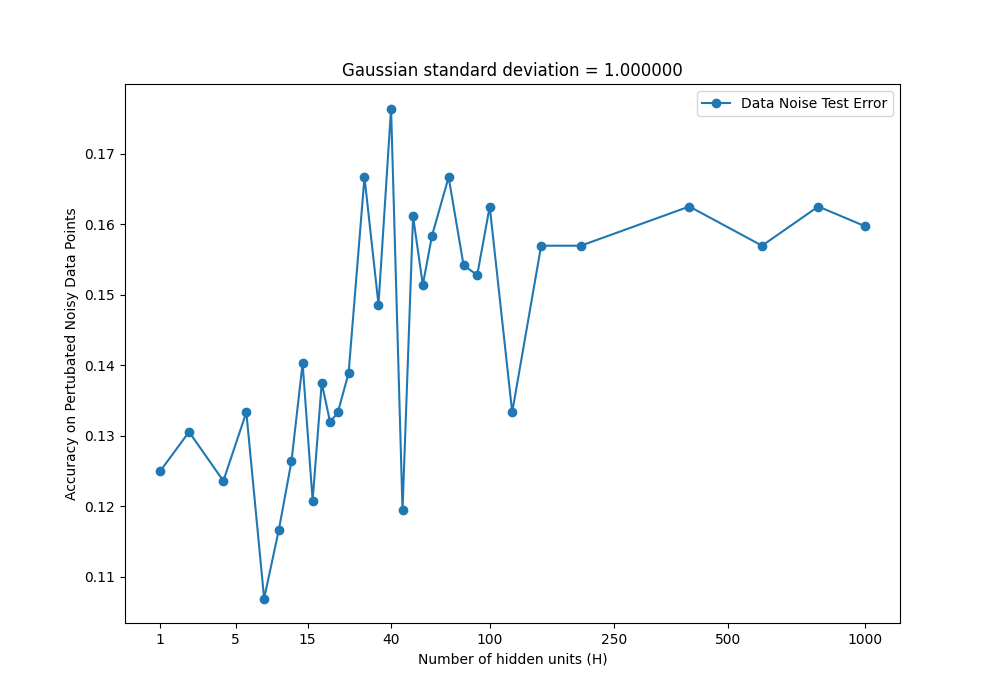 Gaussian standard deviation = 1.000000
Data Noise Test Error
Accuracy on Pertubated Noisy Data Points
0.17
0.16
0.15
0.14
0.13
0.12
0.11
1 5 15 40 100 250 500 1000
Number of hidden units (H)